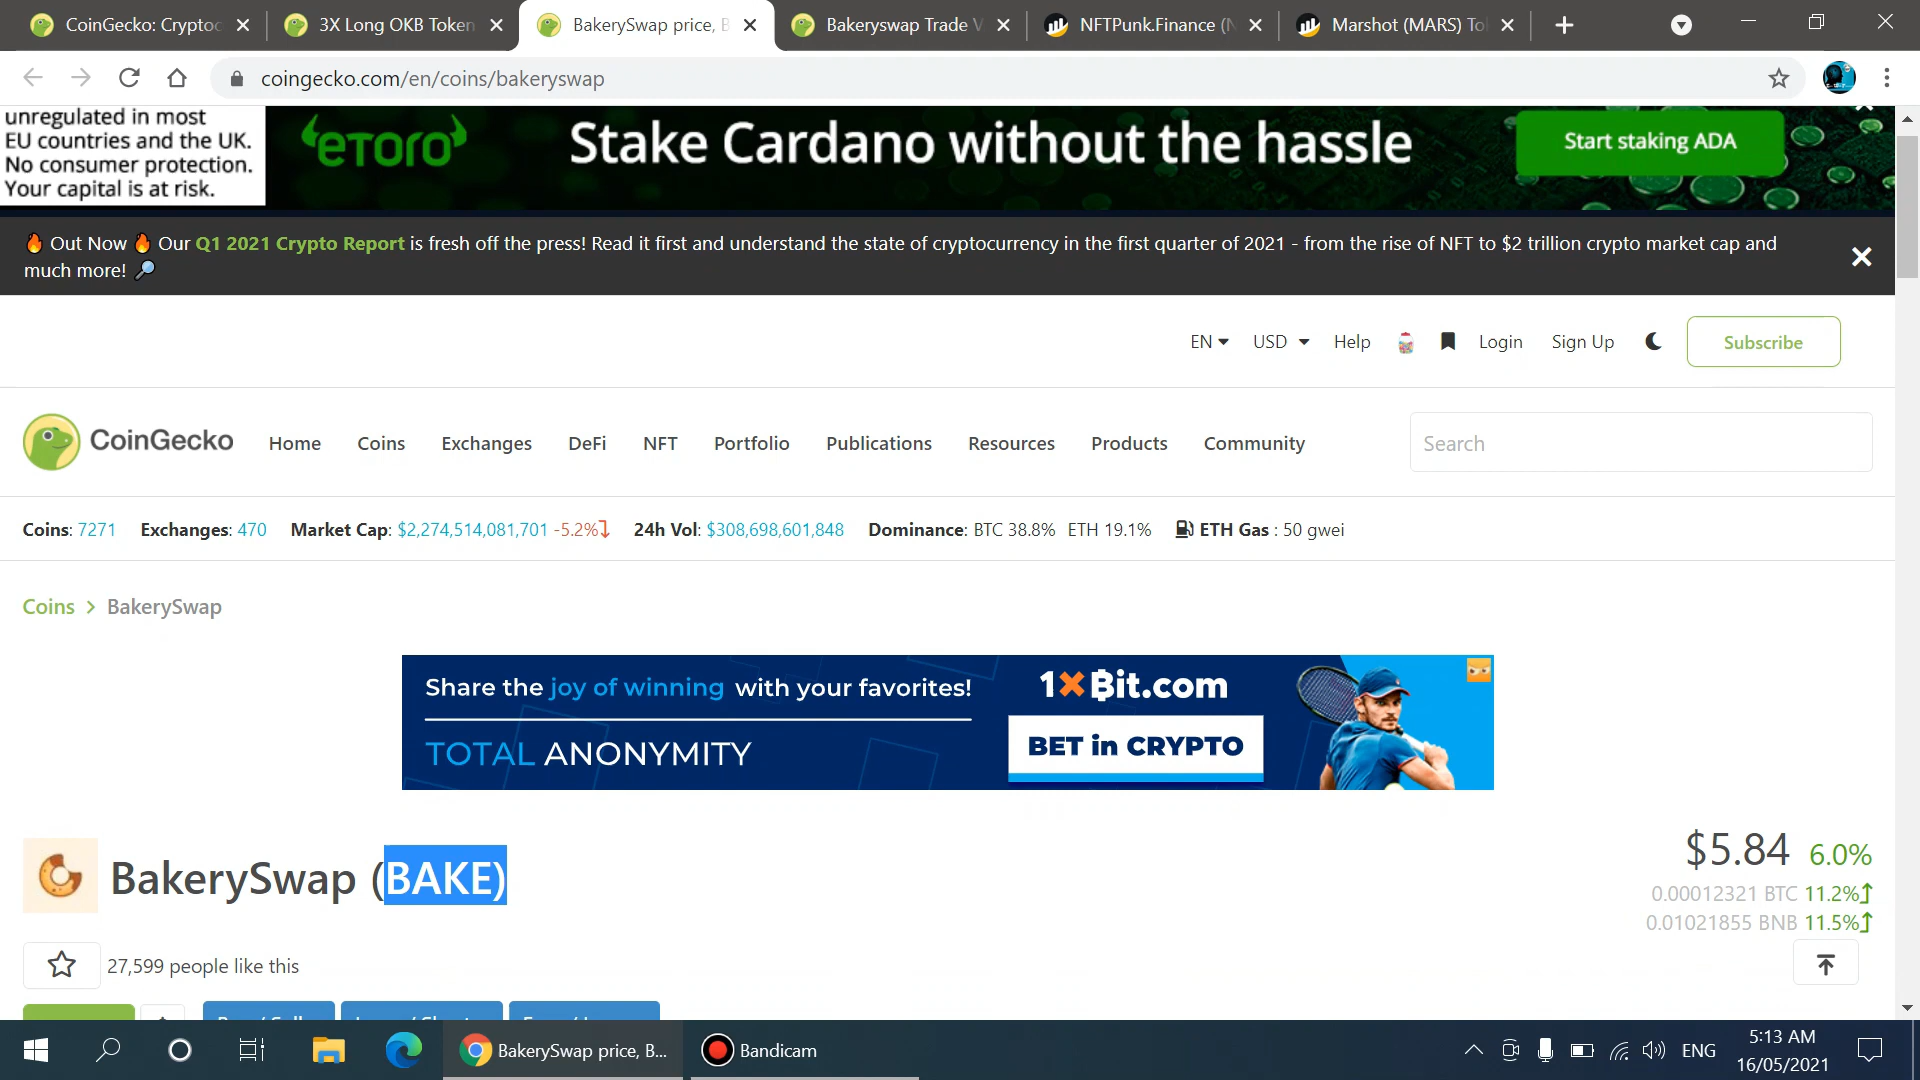 CoinGecko: Cryptoc
3X Long OKB Token
BakerySwap price, B
Bakeryswap Trade V
NFTPunk.Finance (N
Marshot (MARS) To
coingecko.com/en/coins/bakeryswap
unregulated in most
EU countries and the UK.
No consumer protection.
Your capital is at risk.
eTORO
Stake Cardano without the hassle
Start staking ADA
🔥 Out Now 🔥 Our Q1 2021 Crypto Report is fresh off the press! Read it first and understand the state of cryptocurrency in the first quarter of 2021 - from the rise of NFT to $2 trillion crypto market cap and
much more! 🔎
EN USD Help Login Sign Up Subscribe
CoinGecko Home Coins Exchanges DeFi NFT Portfolio Publications Resources Products Community Search
Coins: 7271 Exchanges: 470 Market Cap: $2,274,514,081,701 -5.2% 24h Vol: $308,698,601,848 Dominance: BTC 38.8% ETH 19.1% ETH Gas : 50 gwei
Coins > BakerySwap
Share the joy of winning with your favorites!
TOTAL ANONYMITY
1XBit.com
BET in CRYPTO
BakerySwap (BAKE)
$5.84 6.0%
0.00012321 BTC 11.2%
0.01021855 BNB 11.5%
27,599 people like this
BakerySwap price, B...
Bandicam
ENG
5:13 AM
16/05/2021